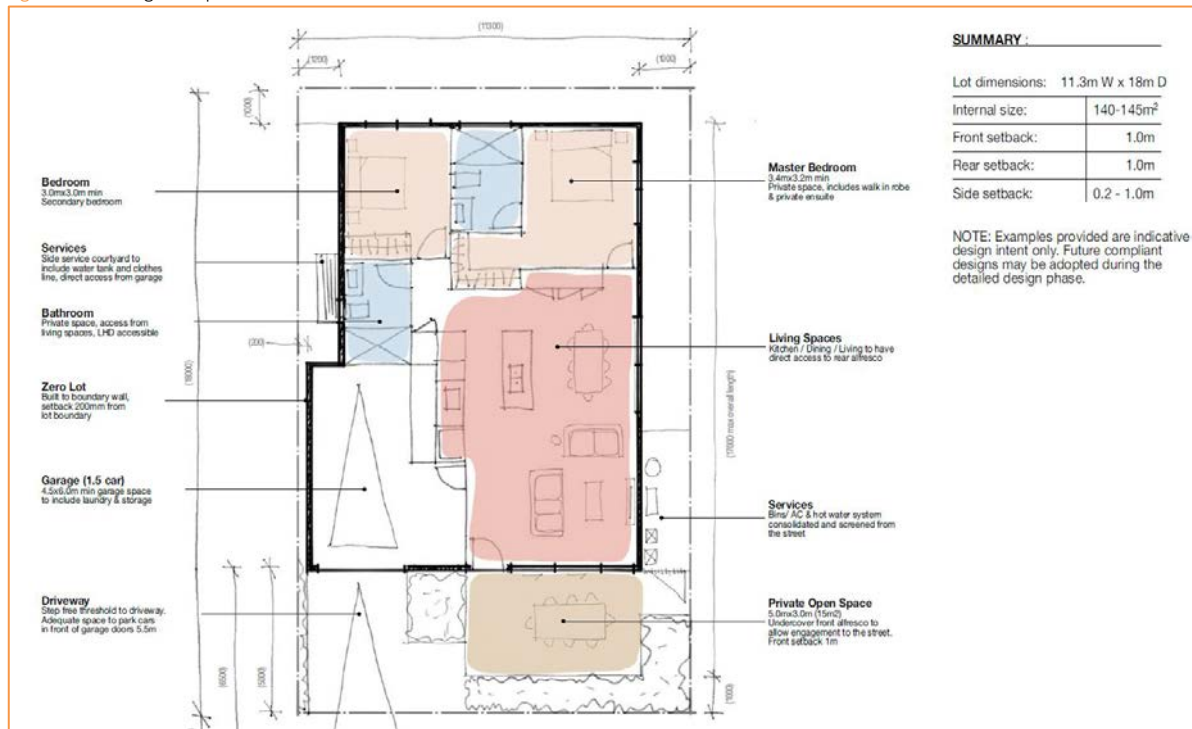 (11300)
(1200)
(1900)
(1000)
Bedroom
3.0mx3.0m min
Secondary bedroom
Services
Side service courtyard to
include water tank and clothes
line, direct access from garage
Bathroom
Private space, access from
living spaces, LHD accessible
(200)
(18000)
Zero Lot
Built to boundary wall,
setback 200mm from
lot boundary
Garage (1.5 car)
4.5x6.0m min garage space
to include laundry & storage
Driveway
Step free threshold to driveway.
Adequate space to park cars
in front of garage doors 5.5m
(5000)
Master Bedroom
3.4mx3.2m min
Private space, includes walk in robe
& private ensuite
Living Spaces
Kitchen / Dining / Living to have
direct access to rear alfresco
(17000 max overall length)
Services
Bins/ AC & hot water system
consolidated and screened from
the street
Private Open Space
5.0mx3.0m (15m2)
Undercover front alfresco to
allow engagement to the street.
Front setback 1m
(1000)
SUMMARY :
Lot dimensions: 11.3m W x 18m D
Internal size: 140-145m²
Front setback: 1.0m
Rear setback: 1.0m
Side setback: 0.2 - 1.0m
NOTE: Examples provided are indicative
design intent only. Future compliant
designs may be adopted during the
detailed design phase.